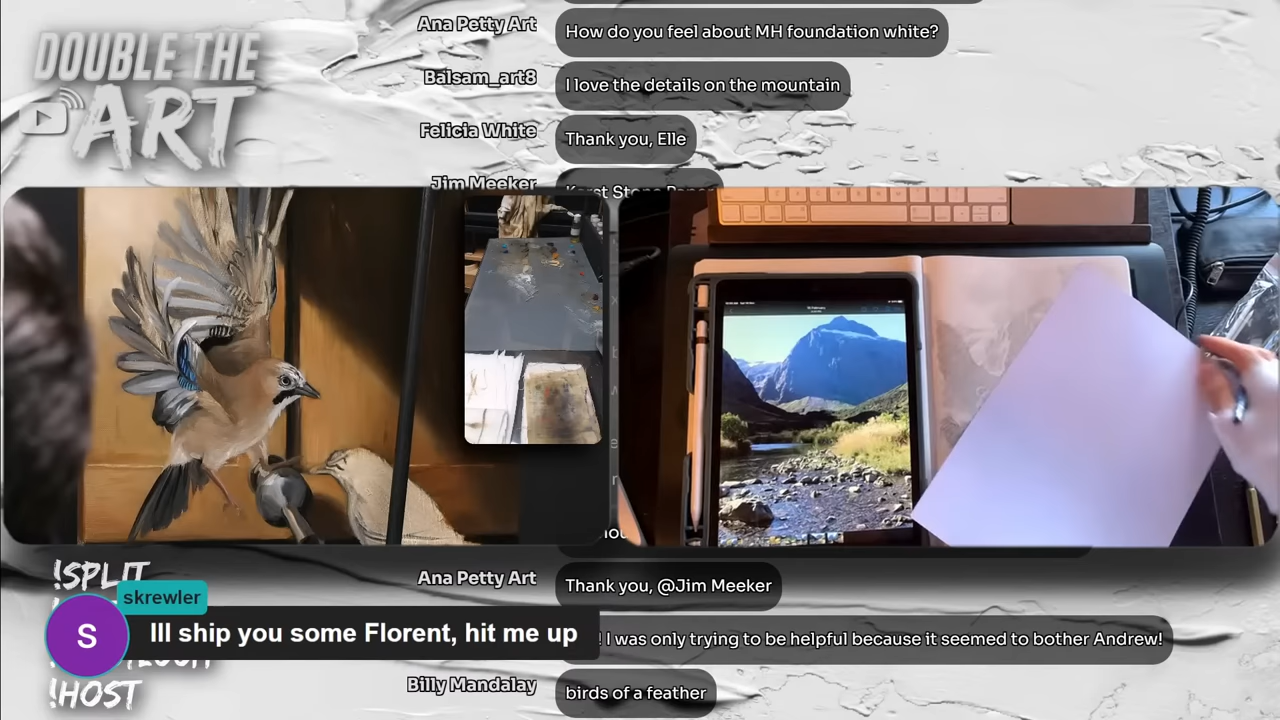 DOUBLE THE
ART
Ana Petty Art
How do you feel about MH foundation white?
Balsam_art8
I love the details on the mountain
Felicia White
Thank you, Elle
Jim Meeker
!SPLIT
Ana Petty Art
Thank you, @Jim Meeker
skrewler
S
Ill ship you some Florent, hit me up
! I was only trying to be helpful because it seemed to bother Andrew!
!HOST
Billy Mandalay
birds of a feather